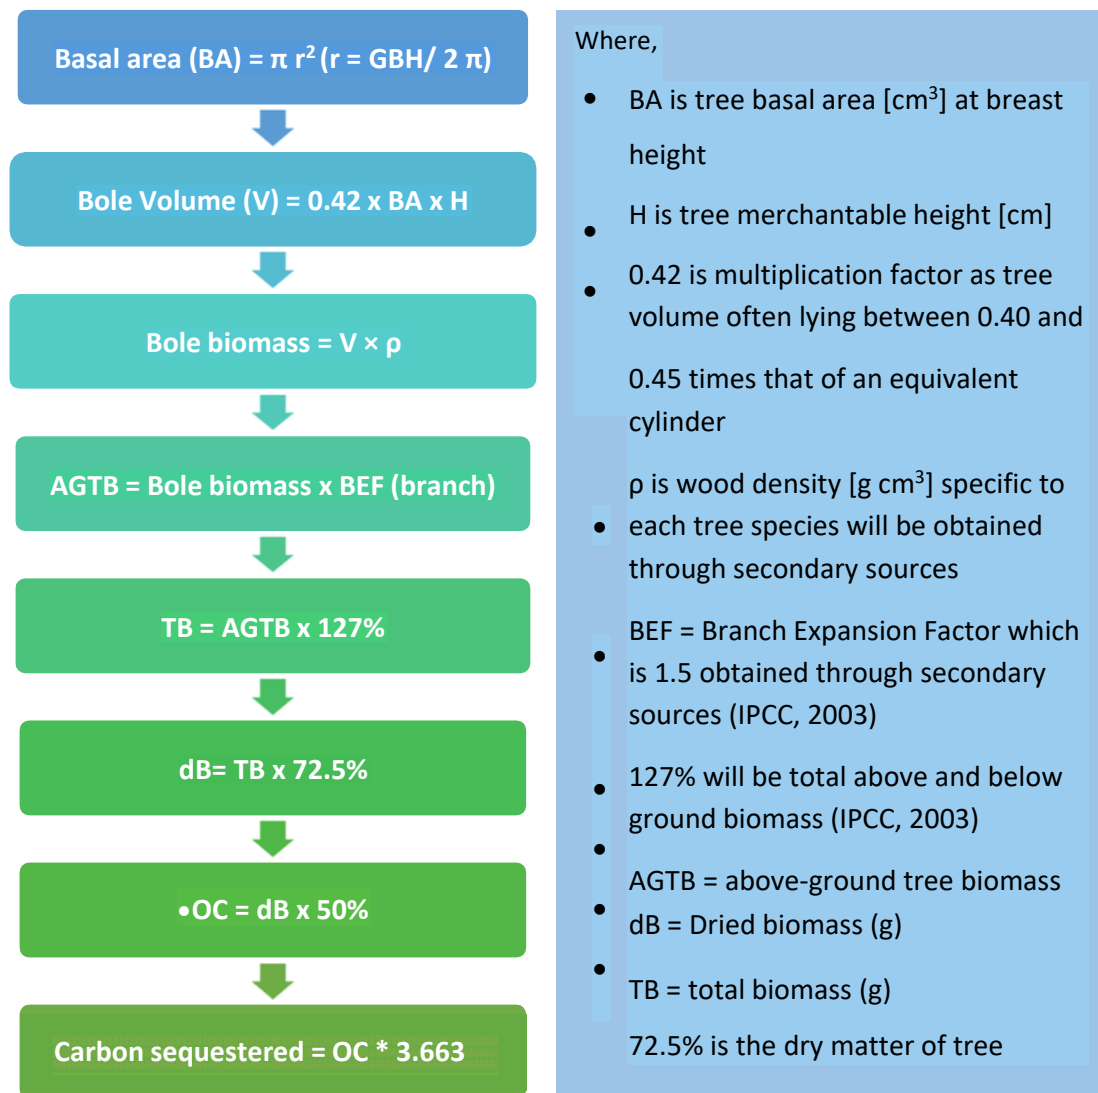 Basal area (BA) = π r² (r = GBH/ 2 π)
Bole Volume (V) = 0.42 x BA x H
Bole biomass = V × ρ
AGTB = Bole biomass x BEF (branch)
TB = AGTB x 127%
dB= TB x 72.5%
•OC = dB x 50%
Carbon sequestered = OC * 3.663
Where,
• BA is tree basal area [cm³] at breast
height
• H is tree merchantable height [cm]
• 0.42 is multiplication factor as tree
volume often lying between 0.40 and
0.45 times that of an equivalent
cylinder
• ρ is wood density [g cm³] specific to
each tree species will be obtained
through secondary sources
• BEF = Branch Expansion Factor which
is 1.5 obtained through secondary
sources (IPCC, 2003)
• 127% will be total above and below
ground biomass (IPCC, 2003)
• AGTB = above-ground tree biomass
• dB = Dried biomass (g)
• TB = total biomass (g)
72.5% is the dry matter of tree